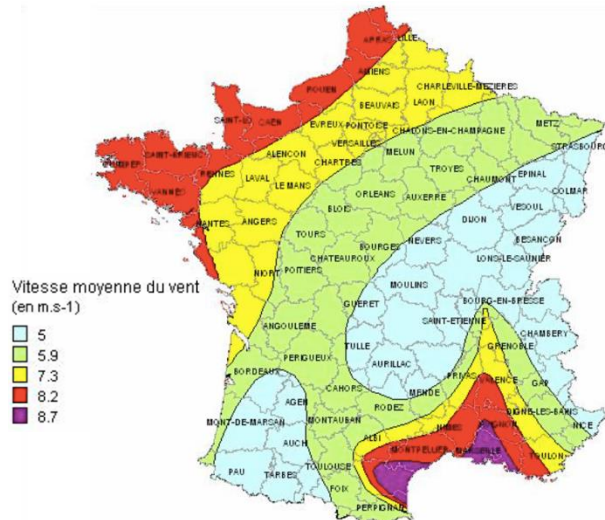 LILLE
ARRAS
AMIENS
ROUEN
CHARLEVILLE-MEZIERES
BEAUVAIS
LAON
SAINT-LO
CAEN
EVREUX
PONTOISE
METZ
VERSAILLES
CHALONS-EN-CHAMPAGNE
STRASBOURG
SAINT-BRIEUC
ALENCON
CHARTRES
MELUN
QUIMPER
RENNES
LAVAL
TROYES
EPINAL
VANNES
LE MANS
CHAUMONT
COLMAR
ORLEANS
AUXERRE
BLOIS
VESOUL
NANTES
ANGERS
DIJON
TOURS
BESANCON
BOURGES
NEVERS
CHATEAUROUX
LONS-LE-SAUNIER
NIORT
POITIERS
MOULINS
Vitesse moyenne du vent
(en m.s-1)
5
5.9
7.3
8.2
8.7
GUERET
BOURG-EN-BRESSE
ANGOULEME
SAINT-ETIENNE
CHAMBERY
TULLE
GRENOBLE
PERIGUEUX
AURILLAC
BORDEAUX
PRIVAS
VALENCE
CAHORS
MENDE
GAP
AGEN
RODEZ
DIGNE-LES-BAINS
MONT-DE-MARSAN
MONTAUBAN
NIMES
AVIGNON
NICE
AUCH
ALBI
MONTPELLIER
MARSEILLE
TOULON
PAU
TARBES
TOULOUSE
FOIX
PERPIGNAN